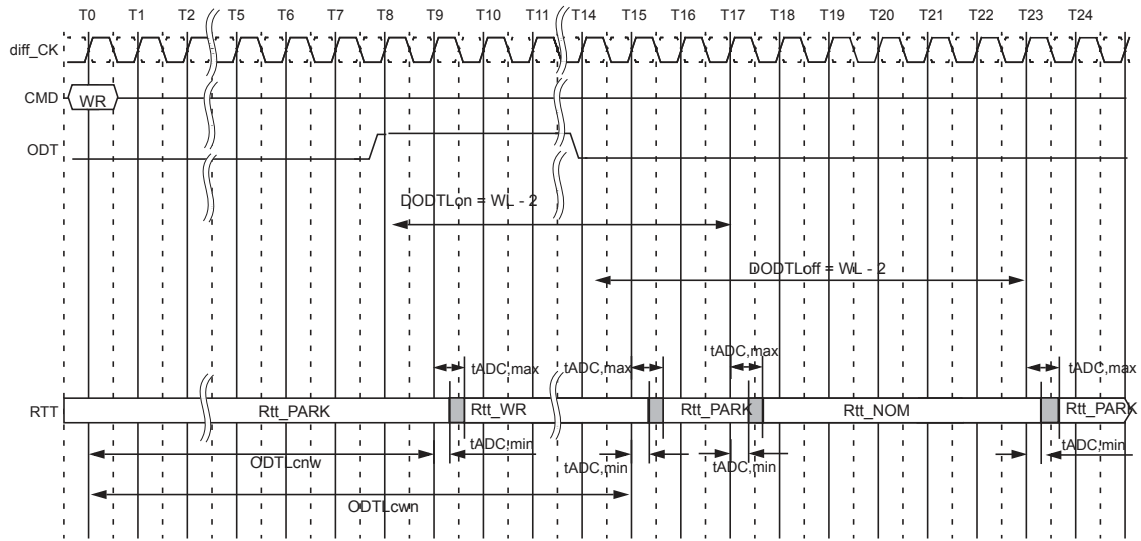 T0 T1 T2 T5 T6 T7 T8 T9 T10 T11 T14 T15 T16 T17 T18 T19 T20 T21 T22 T23 T24
diff_CK
CMD WR
ODT
DODTLon = WL - 2
DODTLoff = WL - 2
tADC,max tADC,max tADC,max tADC,max
RTT Rtt_PARK Rtt_WR Rtt_PARK Rtt_NOM Rtt_PARK
tADC,min tADC,min tADC,min tADC,min
ODTLcnw
ODTLcwn